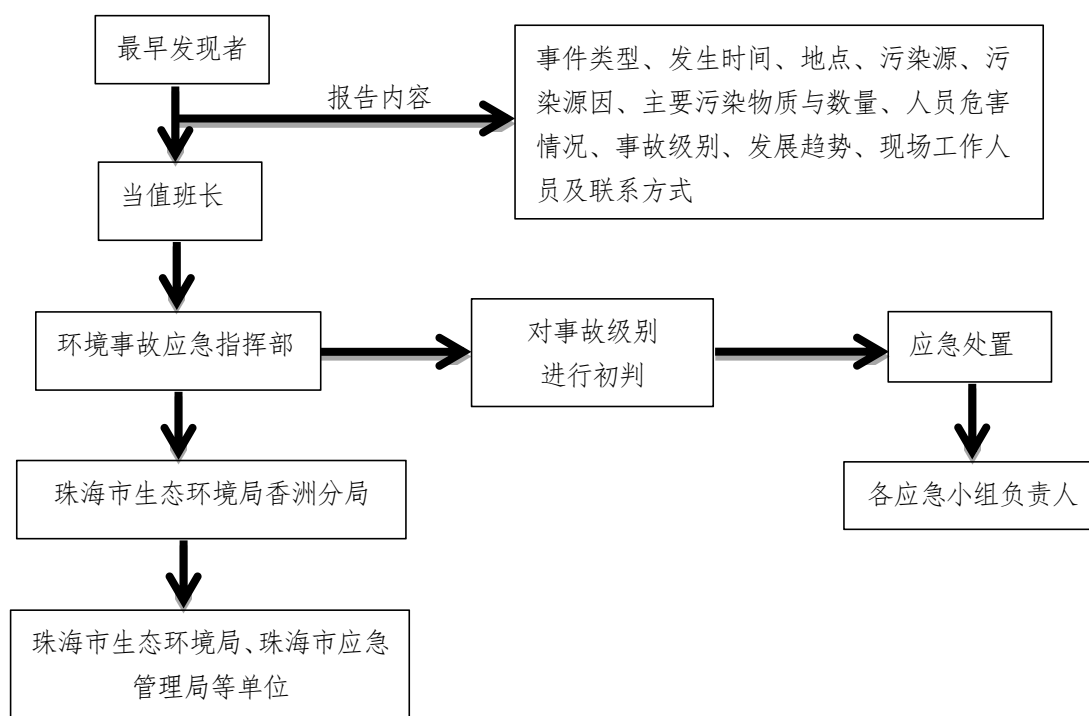 最早发现者
报告内容
事件类型、发生时间、地点、污染源、污
染源因、主要污染物质与数量、人员危害
情况、事故级别、发展趋势、现场工作人
员及联系方式
当值班长
环境事故应急指挥部
对事故级别
进行初判
应急处置
珠海市生态环境局香洲分局
各应急小组负责人
珠海市生态环境局、珠海市应急
管理局等单位